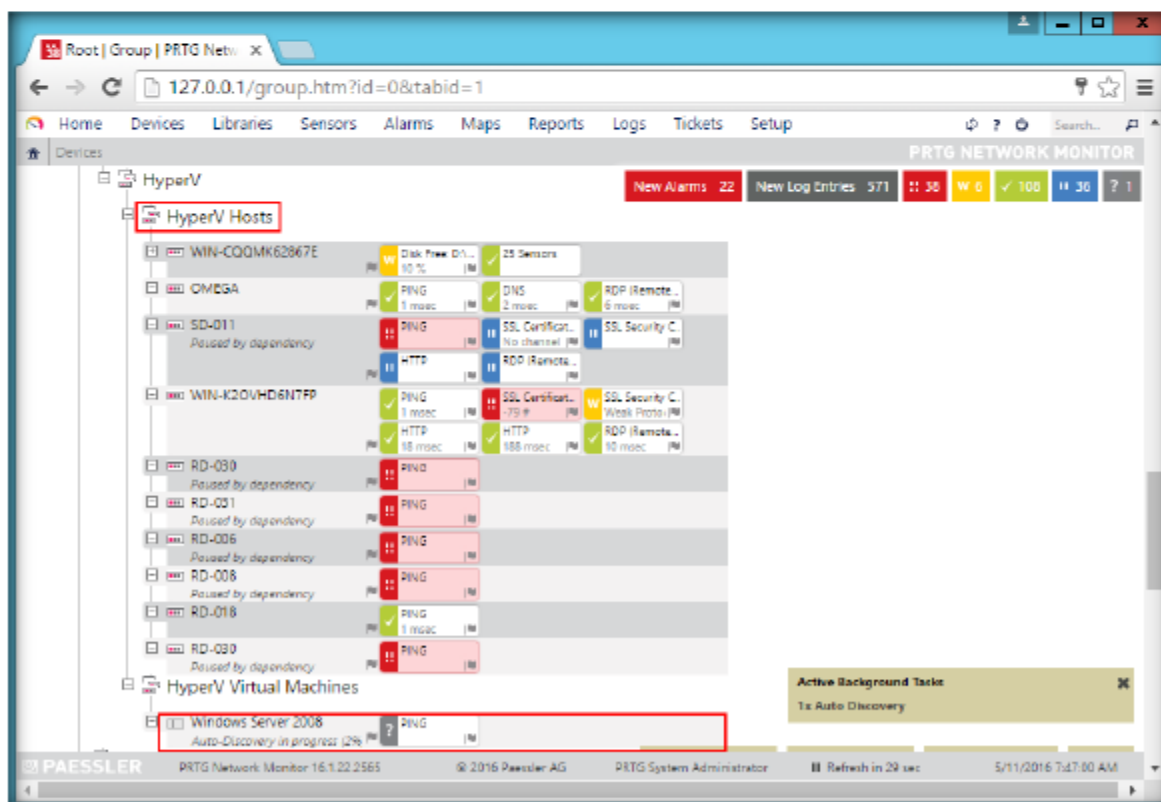 Root | Group | PRTG Netw
127.0.0.1/group.htm?id=0&tabid=1
Home Devices Libraries Sensors Alarms Maps Reports Logs Tickets Setup ? Search...
Devices PRTG NETWORK MONITOR
HyperV
New Alarms 22 New Log Entries 571 !! 38 W 6 108 36 ? 1
HyperV Hosts
WIN-CQQMK62867E
W Disk Free D:\...
10 %
25 Sensors
OMEGA
PING
1 msec
DNS
2 msec
RDP (Remote...
6 msec
SD-011
Paused by dependency
!! PING
SSL Certificat...
No channel
SSL Security C...
HTTP
RDP (Remote...
WIN-K2OVHD6N7FP
PING
1 msec
!! SSL Certificat...
-79 #
W SSL Security C...
Weak Proto
HTTP
18 msec
HTTP
188 msec
RDP (Remote...
10 msec
RD-030
Paused by dependency
!! PING
RD-031
Paused by dependency
!! PING
RD-006
Paused by dependency
!! PING
RD-008
Paused by dependency
!! PING
RD-018
PING
1 msec
RD-030
Paused by dependency
!! PING
HyperV Virtual Machines
Windows Server 2008
Auto-Discovery in progress (2%
? PING
Active Background Tasks
1x Auto Discovery
PAESSLER PRTG Network Monitor 16.1.22.2565 © 2016 Paessler AG PRTG System Administrator Refresh in 29 sec 5/11/2016 7:47:00 AM